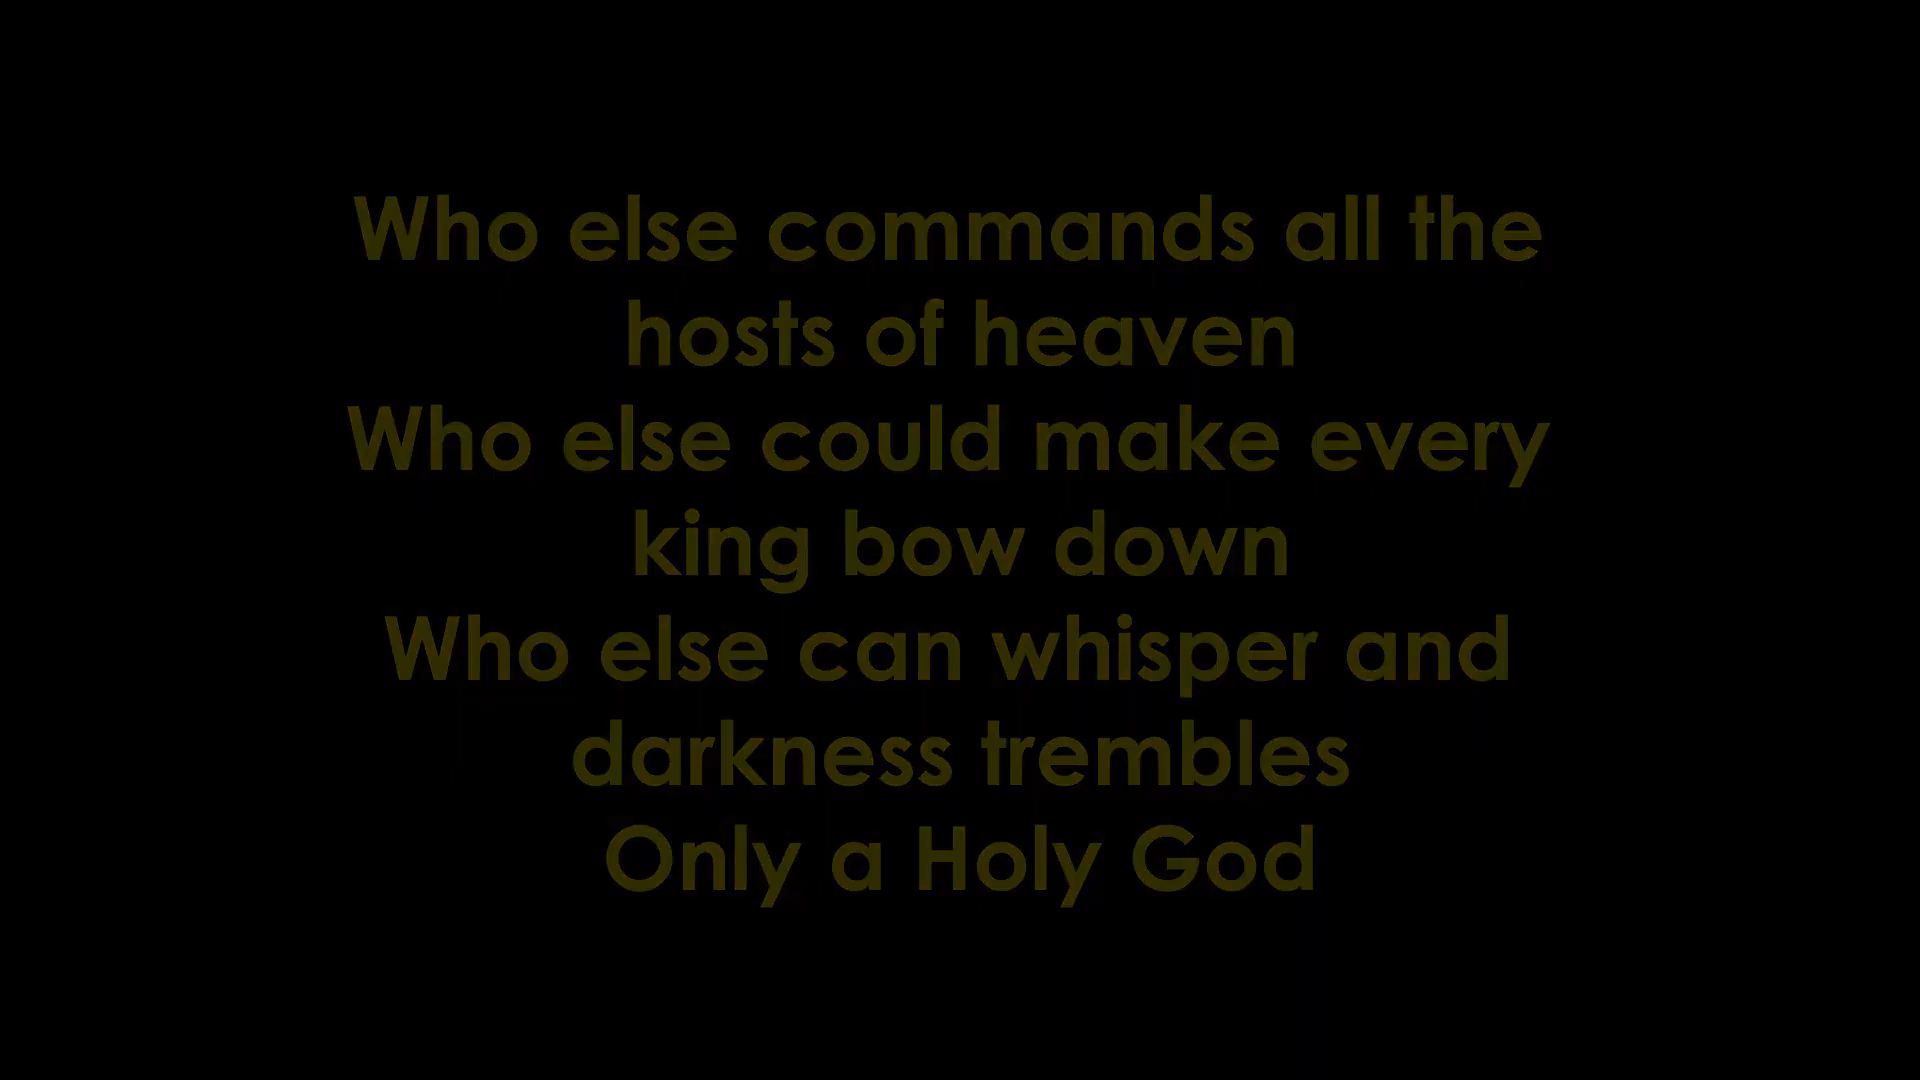 Who else commands all the
hosts of heaven
Who else could make every
king bow down
Who else can whisper and
darkness trembles
Only a Holy God